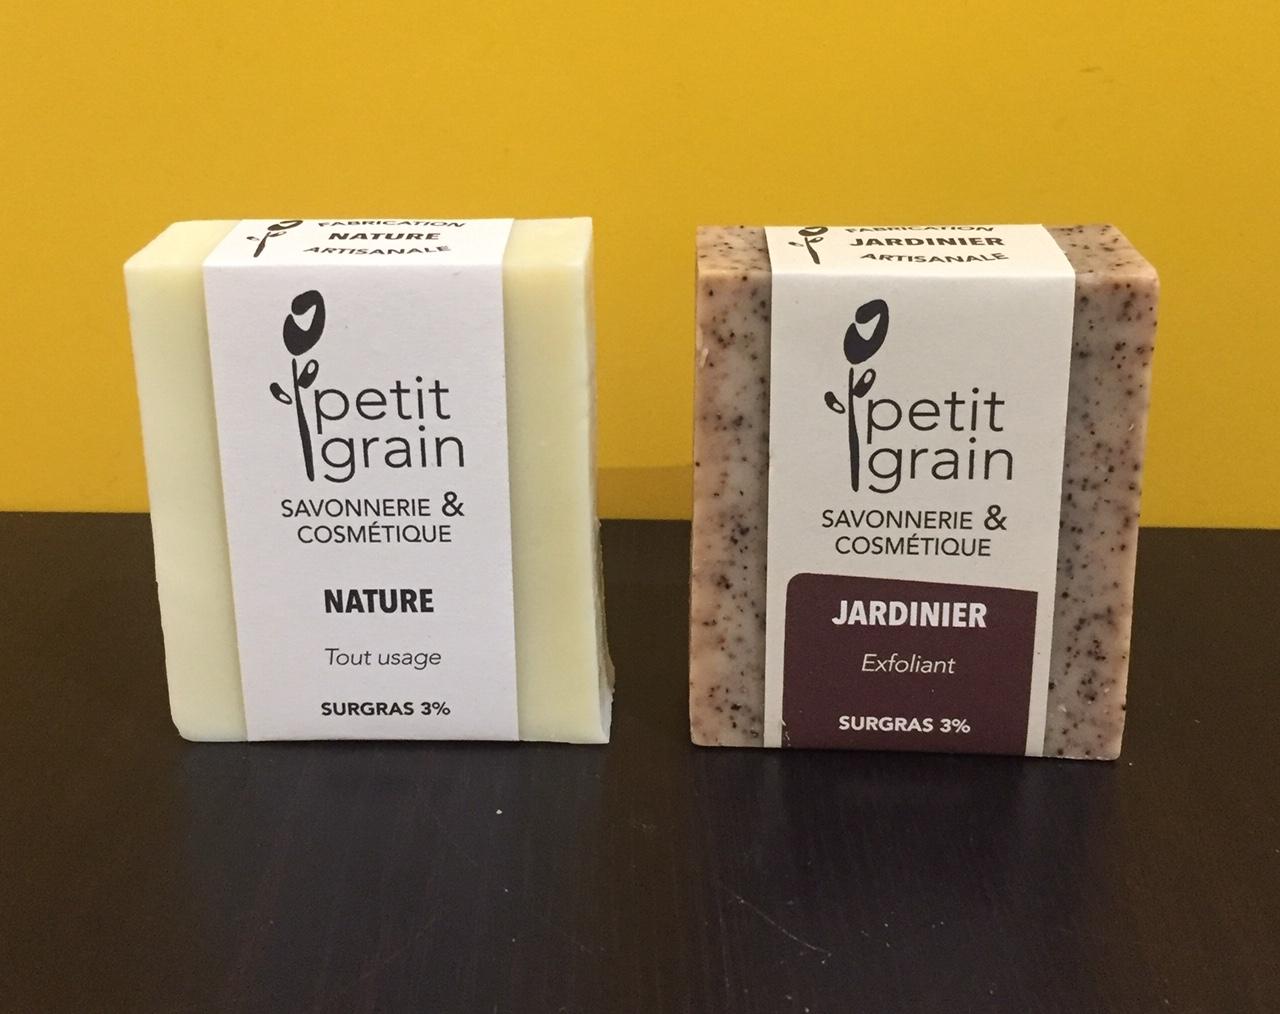 FABRICATION
NATURE
ARTISANALE
petit
grain
SAVONNERIE &
COSMÉTIQUE
NATURE
Tout usage
SURGRAS 3%
FABRICATION
JARDINIER
ARTISANALE
petit
grain
SAVONNERIE &
COSMÉTIQUE
JARDINIER
Exfoliant
SURGRAS 3%